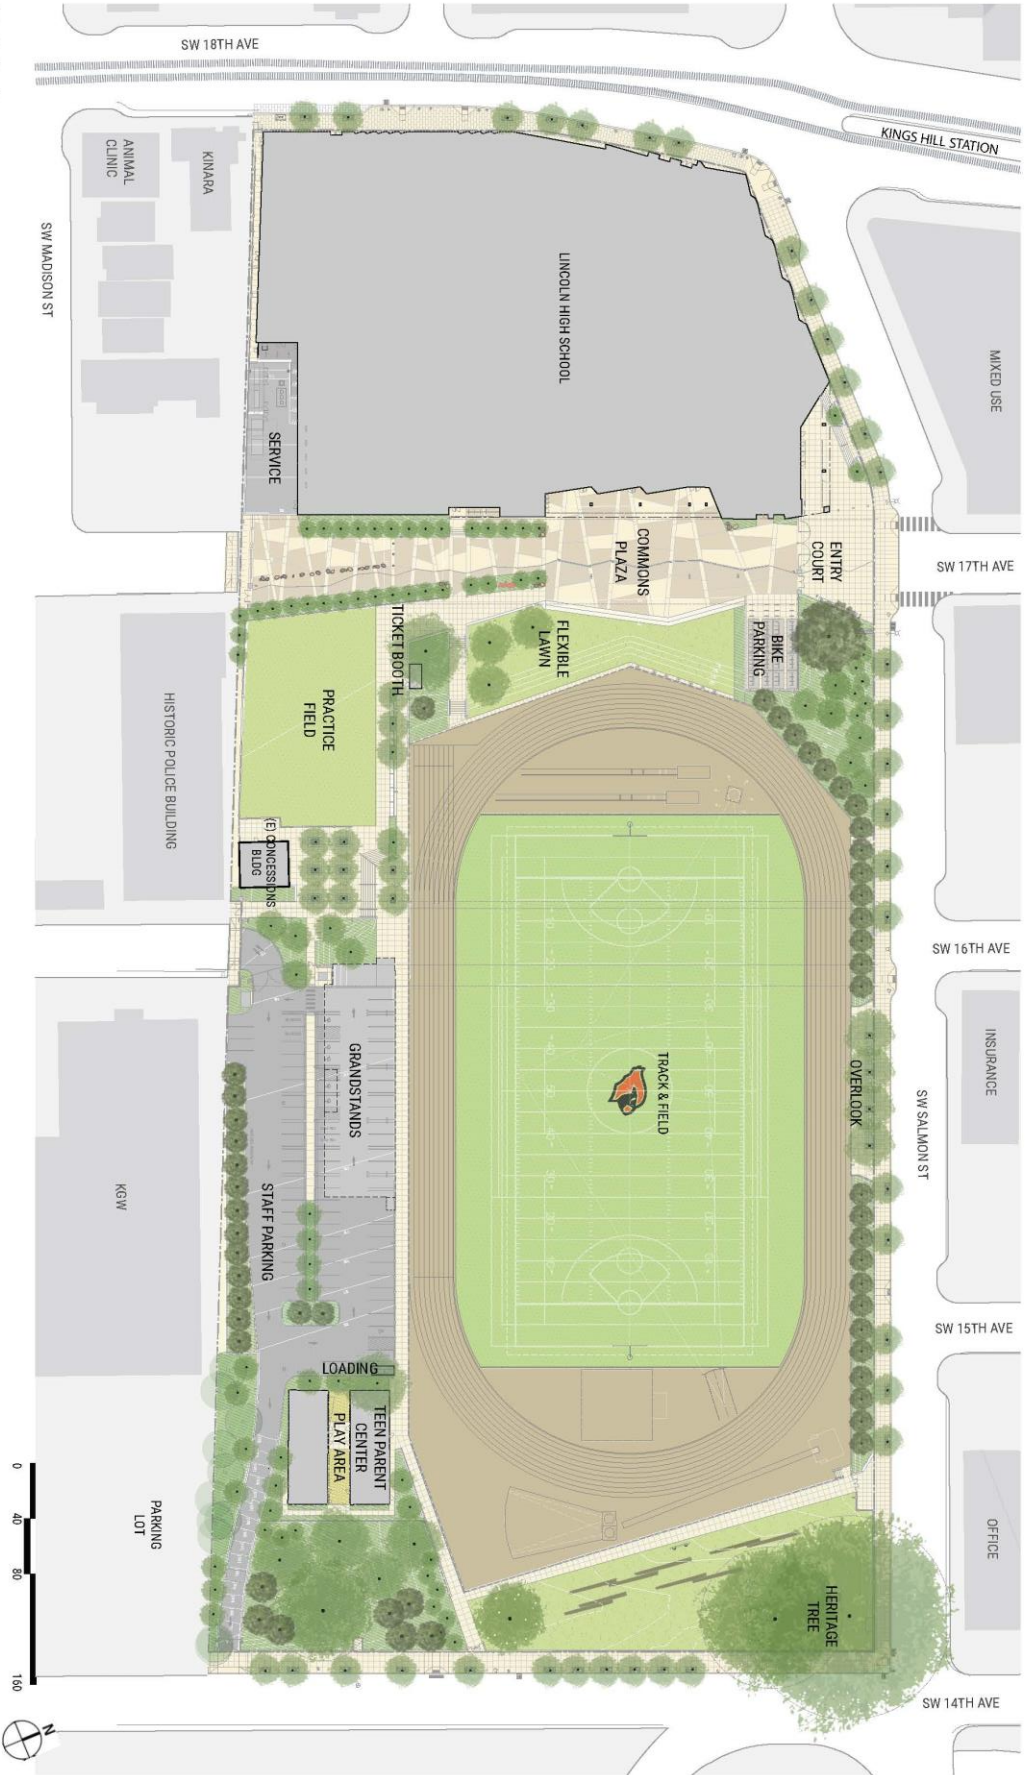 SW 18TH AVE
KINGS HILL STATION
ANIMAL
CLINIC
KINARA
SW MADISON ST
LINCOLN HIGH SCHOOL
MIXED USE
SERVICE
COMMONS
PLAZA
ENTRY
COURT
SW 17TH AVE
TICKET BOOTH
FLEXIBLE
LAWN
BIKE
PARKING
HISTORIC POLICE BUILDING
PRACTICE
FIELD
(E) CONCESSIONS
BLDG
SW 16TH AVE
GRANDSTANDS
TRACK & FIELD
OVERLOOK
INSURANCE
SW SALMON ST
KGW
STAFF PARKING
SW 15TH AVE
LOADING
TEEN PARENT
CENTER
PLAY AREA
PARKING
LOT
OFFICE
HERITAGE
TREE
SW 14TH AVE
0 40 80 160
N